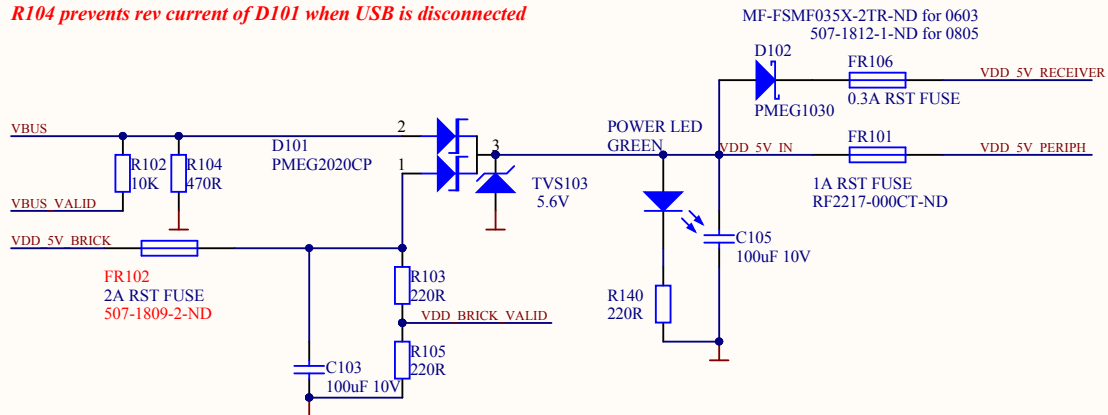 R104 prevents rev current of D101 when USB is disconnected
MF-FSMF035X-2TR-ND for 0603
507-1812-1-ND for 0805
D102
FR106
VDD_5V_RECEIVER
PMEG1030
0.3A RST FUSE
VBUS
2
D101
PMEG2020CP
3
1
POWER LED
GREEN
VDD_5V_IN
FR101
VDD_5V_PERIPH
R102
10K
R104
470R
TVS103
5.6V
1A RST FUSE
RF2217-000CT-ND
VBUS_VALID
VDD_5V_BRICK
C105
100uF 10V
FR102
2A RST FUSE
507-1809-2-ND
R103
220R
R140
220R
VDD_BRICK_VALID
R105
220R
C103
100uF 10V